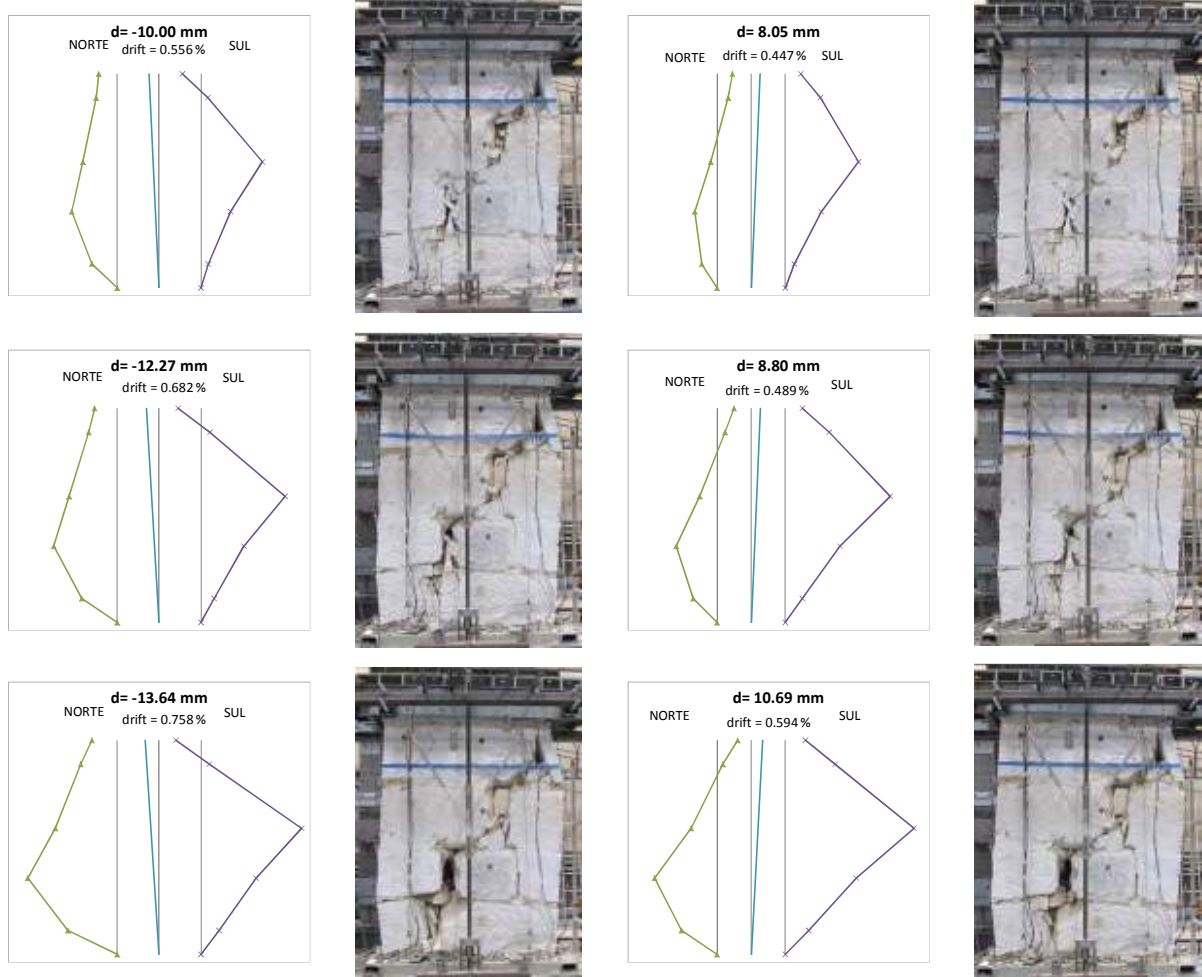 d= -10.00 mm
NORTE drift = 0.556 % SUL
d= 8.05 mm
NORTE drift = 0.447 % SUL
d= -12.27 mm
NORTE drift = 0.682 % SUL
d= 8.80 mm
NORTE drift = 0.489 % SUL
d= -13.64 mm
NORTE drift = 0.758 % SUL
d= 10.69 mm
NORTE drift = 0.594 % SUL